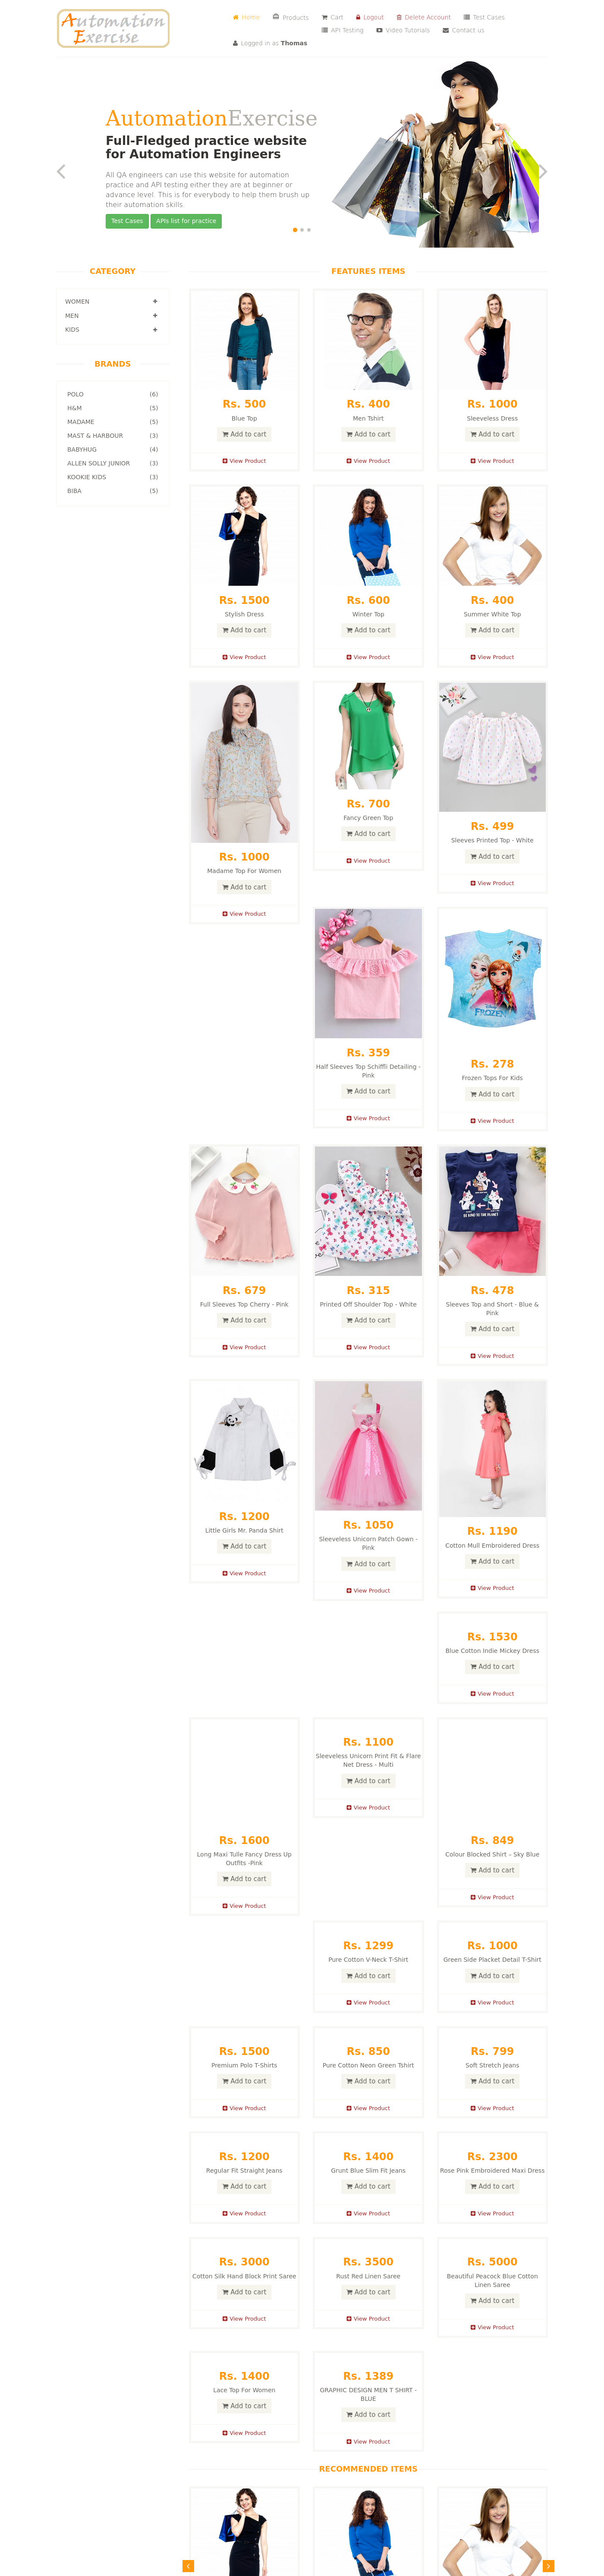 Automation
Exercise
Home
Products
Cart
Logout
Delete Account
Test Cases
API Testing
Video Tutorials
Contact us
Logged in as Thomas
AutomationExercise
Full-Fledged practice website
for Automation Engineers
All QA engineers can use this website for automation
practice and API testing either they are at beginner or
advance level. This is for everybody to help them brush up
their automation skills.
Test Cases
APIs list for practice
CATEGORY
WOMEN
MEN
KIDS
BRANDS
POLO (6)
H&M (5)
MADAME (5)
MAST & HARBOUR (3)
BABYHUG (4)
ALLEN SOLLY JUNIOR (3)
KOOKIE KIDS (3)
BIBA (5)
FEATURES ITEMS
Rs. 500
Blue Top
Add to cart
View Product
Rs. 400
Men Tshirt
Add to cart
View Product
Rs. 1000
Sleeveless Dress
Add to cart
View Product
Rs. 1500
Stylish Dress
Add to cart
View Product
Rs. 600
Winter Top
Add to cart
View Product
Rs. 400
Summer White Top
Add to cart
View Product
Rs. 1000
Madame Top For Women
Add to cart
View Product
Rs. 700
Fancy Green Top
Add to cart
View Product
Rs. 499
Sleeves Printed Top - White
Add to cart
View Product
Rs. 359
Half Sleeves Top Schiffli Detailing -
Pink
Add to cart
View Product
FROZEN
Rs. 278
Frozen Tops For Kids
Add to cart
View Product
Rs. 679
Full Sleeves Top Cherry - Pink
Add to cart
View Product
Rs. 315
Printed Off Shoulder Top - White
Add to cart
View Product
Rs. 478
Sleeves Top and Short - Blue &
Pink
Add to cart
View Product
Rs. 1200
Little Girls Mr. Panda Shirt
Add to cart
View Product
Rs. 1050
Sleeveless Unicorn Patch Gown -
Pink
Add to cart
View Product
Rs. 1190
Cotton Mull Embroidered Dress
Add to cart
View Product
Rs. 1530
Blue Cotton Indie Mickey Dress
Add to cart
View Product
Rs. 1600
Long Maxi Tulle Fancy Dress Up
Outfits -Pink
Add to cart
View Product
Rs. 1100
Sleeveless Unicorn Print Fit & Flare
Net Dress - Multi
Add to cart
View Product
Rs. 849
Colour Blocked Shirt – Sky Blue
Add to cart
View Product
Rs. 1299
Pure Cotton V-Neck T-Shirt
Add to cart
View Product
Rs. 1000
Green Side Placket Detail T-Shirt
Add to cart
View Product
Rs. 1500
Premium Polo T-Shirts
Add to cart
View Product
Rs. 850
Pure Cotton Neon Green Tshirt
Add to cart
View Product
Rs. 799
Soft Stretch Jeans
Add to cart
View Product
Rs. 1200
Regular Fit Straight Jeans
Add to cart
View Product
Rs. 1400
Grunt Blue Slim Fit Jeans
Add to cart
View Product
Rs. 2300
Rose Pink Embroidered Maxi Dress
Add to cart
View Product
Rs. 3000
Cotton Silk Hand Block Print Saree
Add to cart
View Product
Rs. 3500
Rust Red Linen Saree
Add to cart
View Product
Rs. 5000
Beautiful Peacock Blue Cotton
Linen Saree
Add to cart
View Product
Rs. 1400
Lace Top For Women
Add to cart
View Product
Rs. 1389
GRAPHIC DESIGN MEN T SHIRT -
BLUE
Add to cart
View Product
RECOMMENDED ITEMS